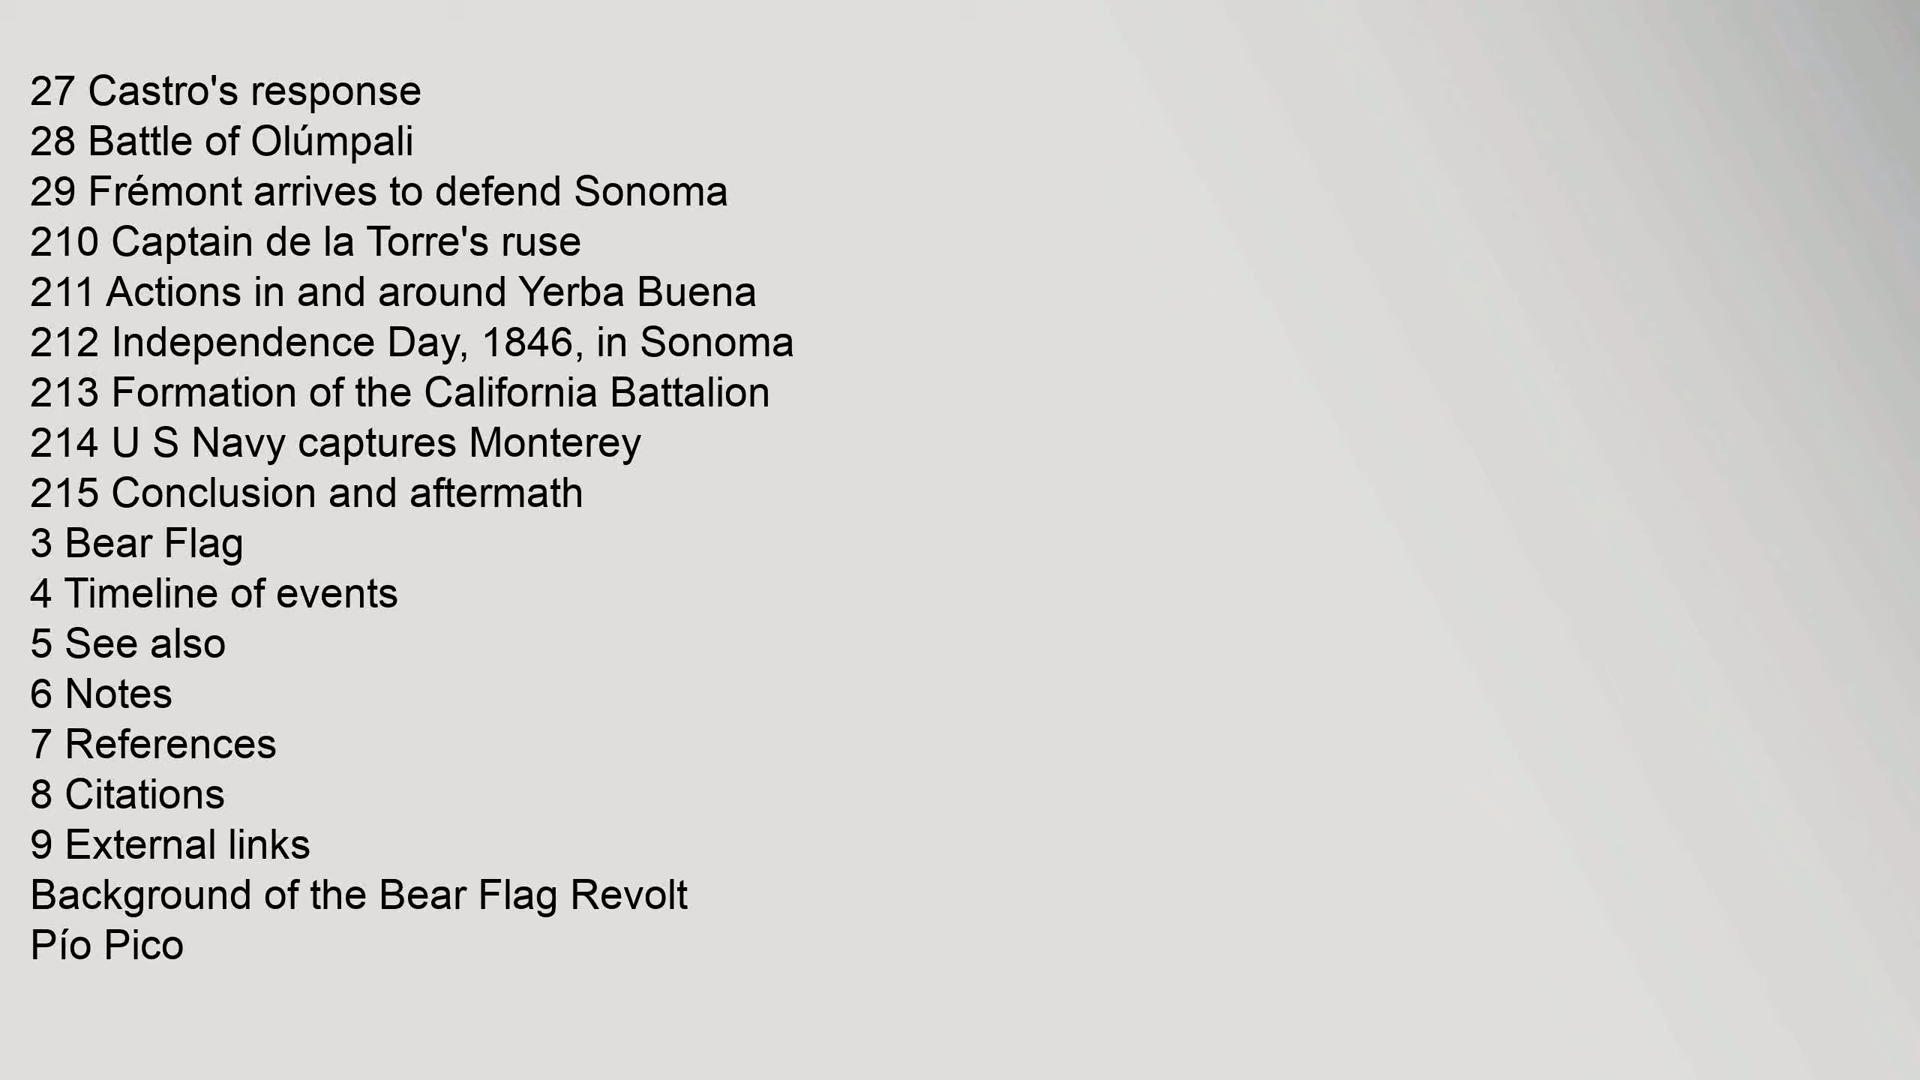 27 Castro's response
28 Battle of Olúmpali
29 Frémont arrives to defend Sonoma
210 Captain de la Torre's ruse
211 Actions in and around Yerba Buena
212 Independence Day, 1846, in Sonoma
213 Formation of the California Battalion
214 U S Navy captures Monterey
215 Conclusion and aftermath
3 Bear Flag
4 Timeline of events
5 See also
6 Notes
7 References
8 Citations
9 External links
Background of the Bear Flag Revolt
Pío Pico